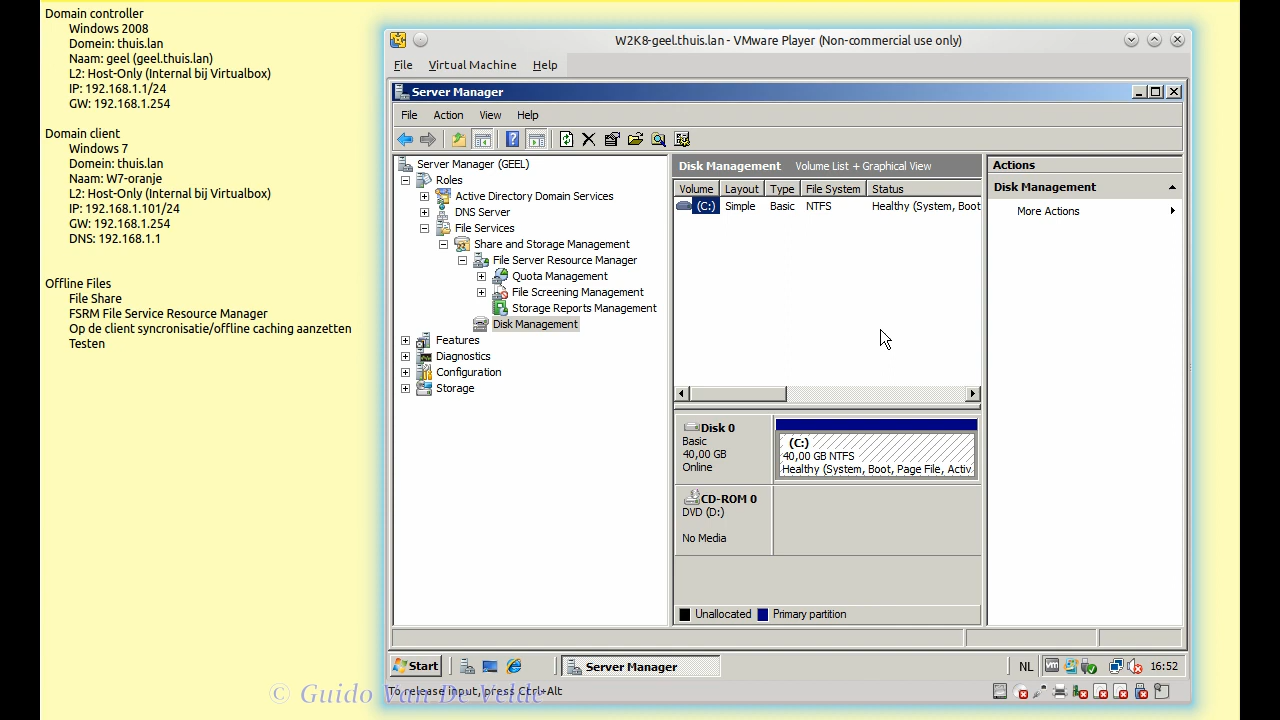 Domain controller
Windows 2008
Domein: thuis.lan
Naam: geel (geel.thuis.lan)
L2: Host-Only (Internal bij Virtualbox)
IP: 192.168.1.1/24
GW: 192.168.1.254
Domain client
Windows 7
Domein: thuis.lan
Naam: W7-oranje
L2: Host-Only (Internal bij Virtualbox)
IP: 192.168.1.101/24
GW: 192.168.1.254
DNS: 192.168.1.1
Offline Files
File Share
FSRM File Service Resource Manager
Op de client syncronisatie/offline caching aanzetten
Testen
W2K8-geel.thuis.lan - VMware Player (Non-commercial use only)
File Virtual Machine Help
Server Manager
File Action View Help
Server Manager (GEEL)
Roles
Active Directory Domain Services
DNS Server
File Services
Share and Storage Management
File Server Resource Manager
Quota Management
File Screening Management
Storage Reports Management
Disk Management
Features
Diagnostics
Configuration
Storage
Disk Management Volume List + Graphical View
Volume Layout Type File System Status
(C:) Simple Basic NTFS Healthy (System, Boot
Disk 0
Basic
40,00 GB
Online
(C:)
40,00 GB NTFS
Healthy (System, Boot, Page File, Activ
CD-ROM 0
DVD (D:)
No Media
Unallocated Primary partition
Actions
Disk Management
More Actions
Start Server Manager NL 16:52
To release input, press Ctrl+Alt
© Guido Van De Velde